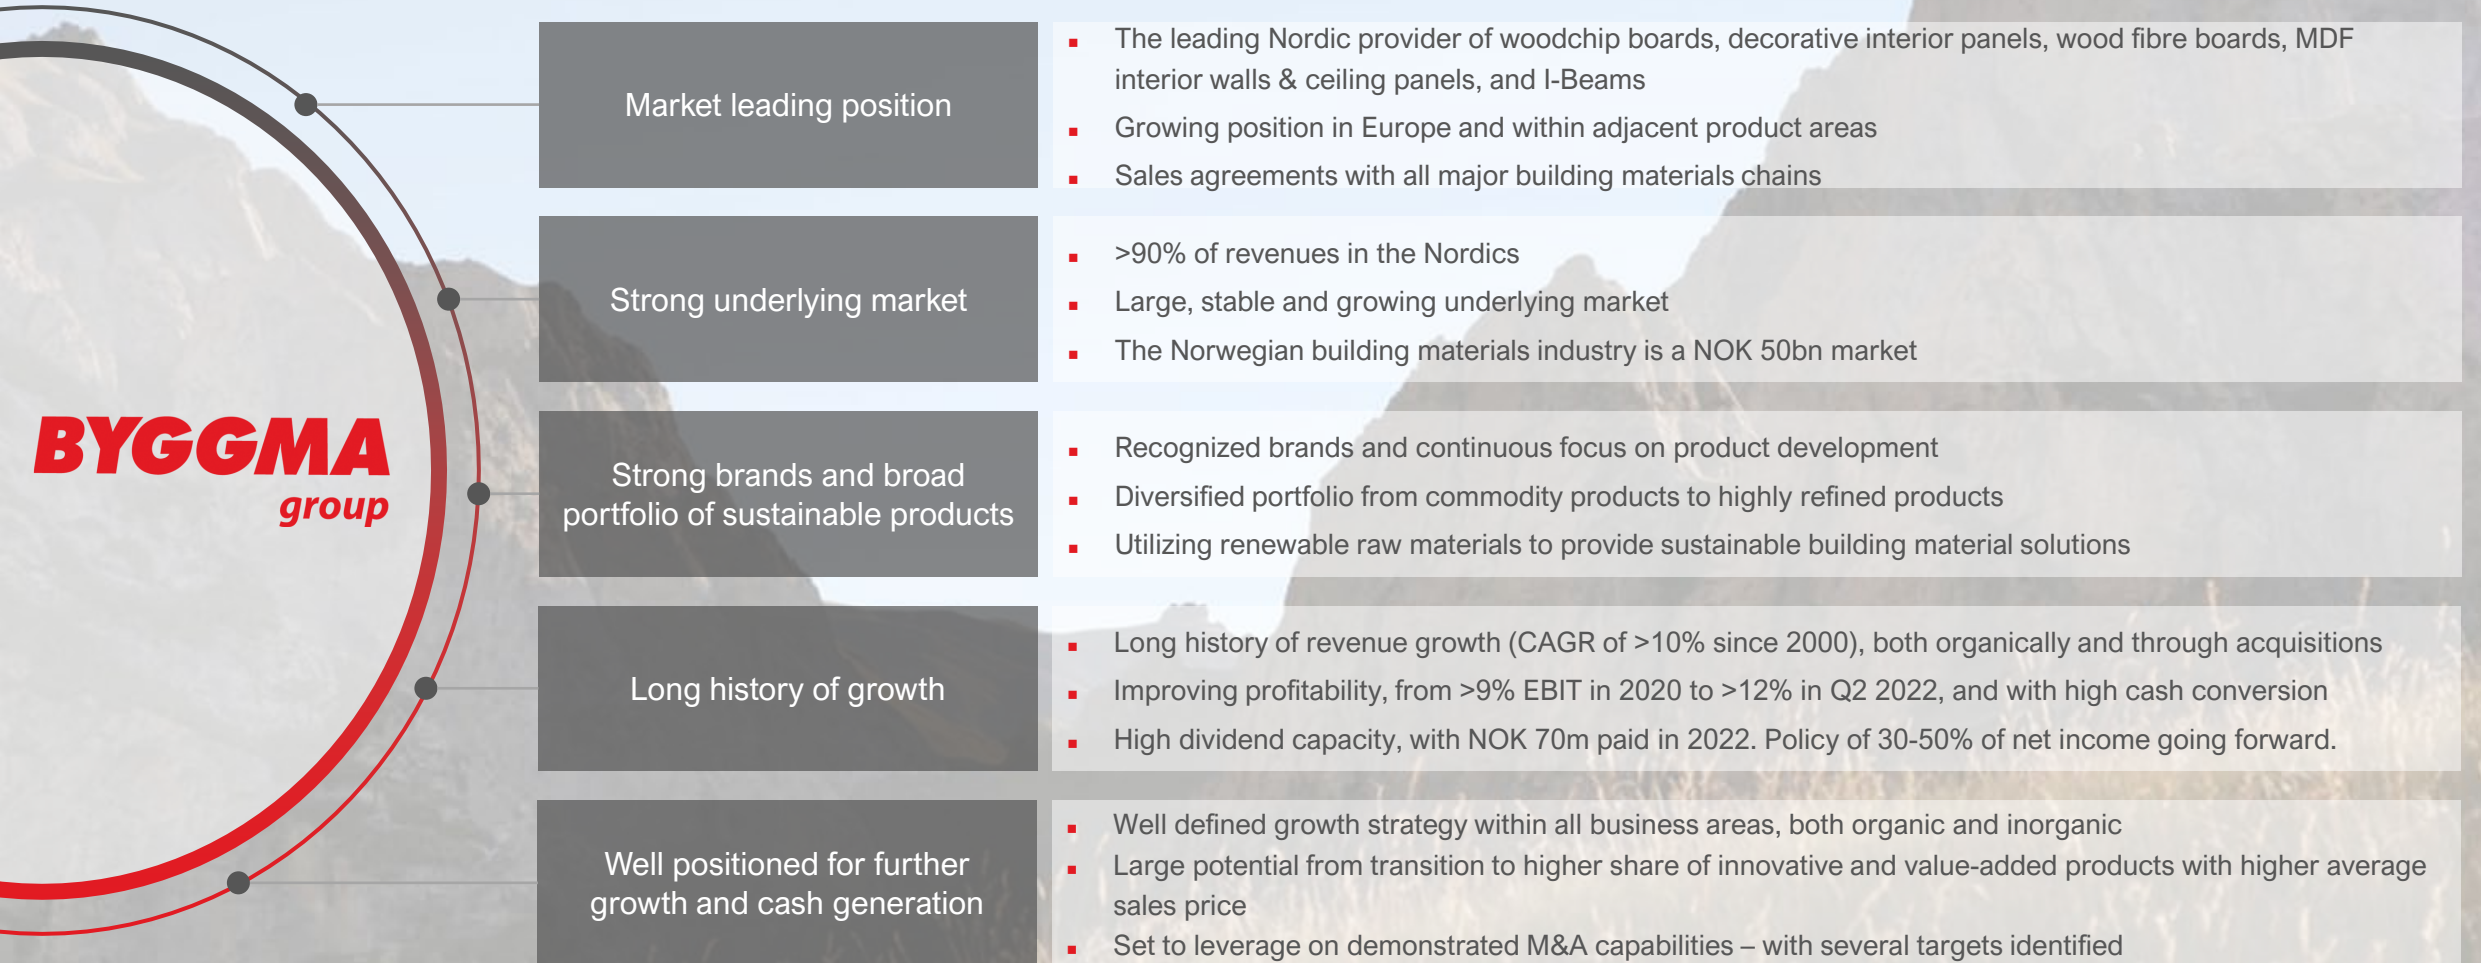 BYGGMA
group
Market leading position
The leading Nordic provider of woodchip boards, decorative interior panels, wood fibre boards, MDF
interior walls & ceiling panels, and I-Beams
Growing position in Europe and within adjacent product areas
Sales agreements with all major building materials chains
Strong underlying market
>90% of revenues in the Nordics
Large, stable and growing underlying market
The Norwegian building materials industry is a NOK 50bn market
Strong brands and broad
portfolio of sustainable products
Recognized brands and continuous focus on product development
Diversified portfolio from commodity products to highly refined products
Utilizing renewable raw materials to provide sustainable building material solutions
Long history of growth
Long history of revenue growth (CAGR of >10% since 2000), both organically and through acquisitions
Improving profitability, from >9% EBIT in 2020 to >12% in Q2 2022, and with high cash conversion
High dividend capacity, with NOK 70m paid in 2022. Policy of 30-50% of net income going forward.
Well positioned for further
growth and cash generation
Well defined growth strategy within all business areas, both organic and inorganic
Large potential from transition to higher share of innovative and value-added products with higher average
sales price
Set to leverage on demonstrated M&A capabilities – with several targets identified